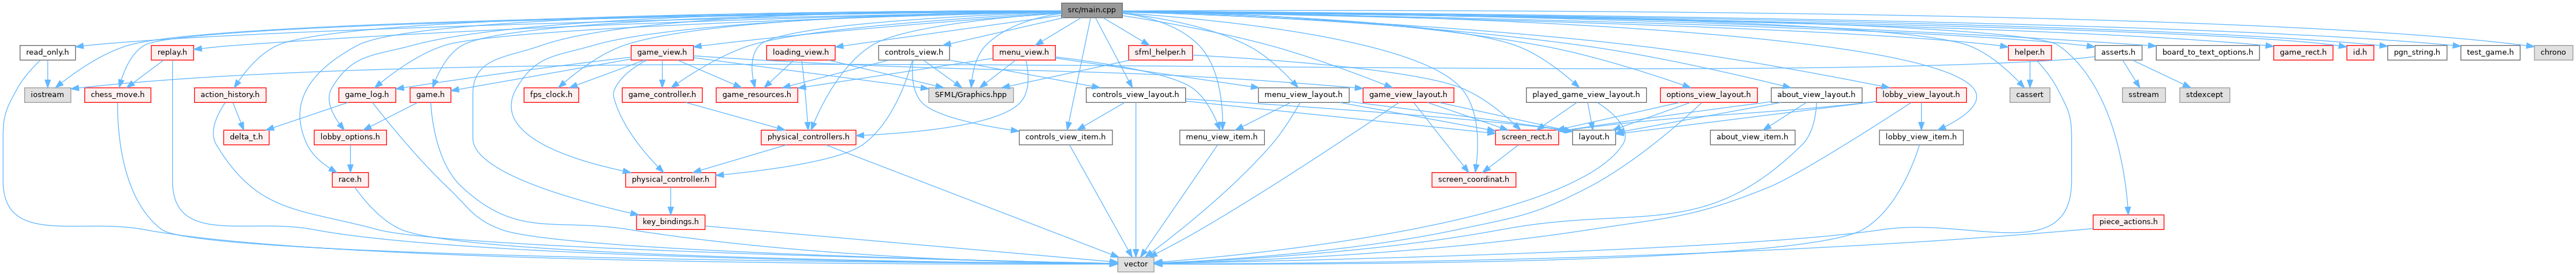 src/main.cpp
read_only.h
replay.h
game_view.h
loading_view.h
controls_view.h
menu_view.h
sfml_helper.h
helper.h
asserts.h
board_to_text_options.h
game_rect.h
id.h
pgn_string.h
test_game.h
chrono
iostream
chess_move.h
action_history.h
game_log.h
game.h
fps_clock.h
game_controller.h
game_resources.h
SFML/Graphics.hpp
controls_view_layout.h
menu_view_layout.h
game_view_layout.h
played_game_view_layout.h
options_view_layout.h
about_view_layout.h
lobby_view_layout.h
cassert
sstream
stdexcept
delta_t.h
lobby_options.h
physical_controllers.h
controls_view_item.h
menu_view_item.h
screen_rect.h
layout.h
about_view_item.h
lobby_view_item.h
race.h
physical_controller.h
screen_coordinat.h
key_bindings.h
piece_actions.h
vector